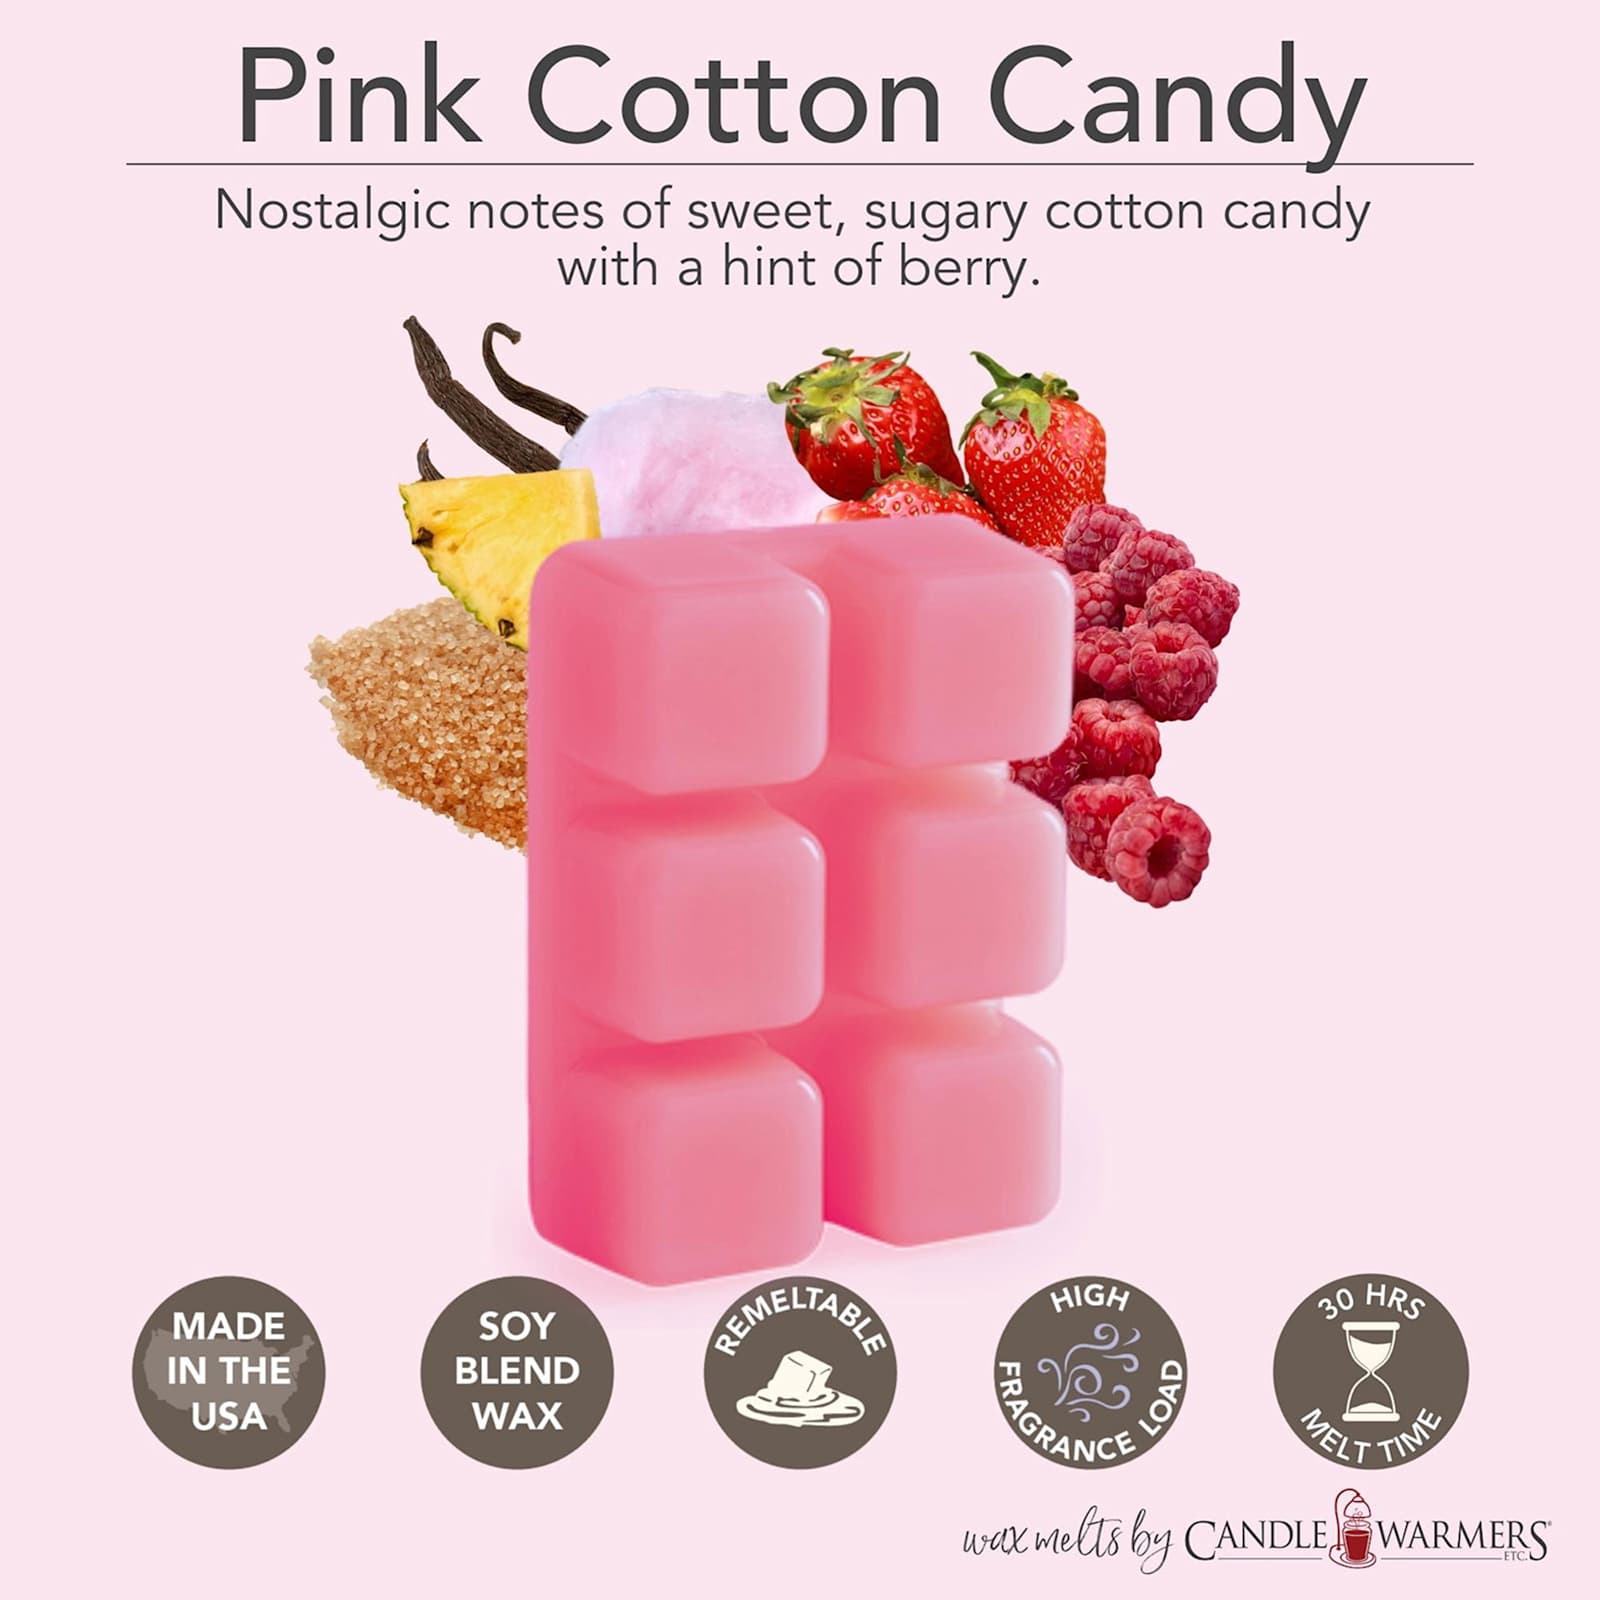 Pink Cotton Candy
Nostalgic notes of sweet, sugary cotton candy
with a hint of berry.
MADE
IN THE
USA
SOY
BLEND
WAX
REMELTABLE
HIGH
FRAGRANCE LOAD
30 HRS
MELT TIME
wax melts by CANDLE WARMERS®
ETC.